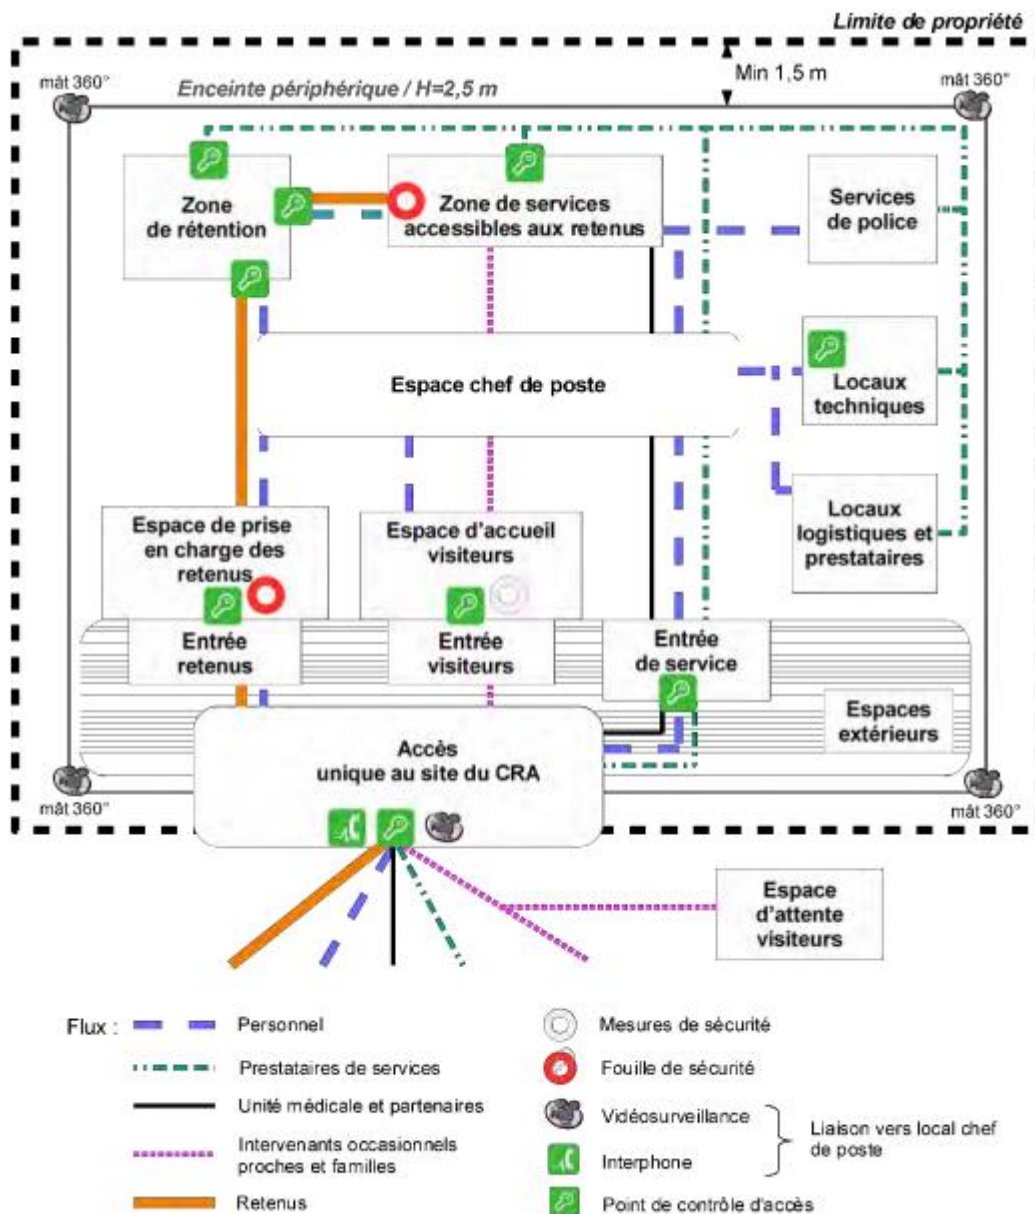 Limite de propriété
mât 360°
Enceinte périphérique / H=2,5 m
Min 1,5 m
mât 360°
Zone
de rétention
Zone de services
accessibles aux retenus
Services
de police
Espace chef de poste
Locaux
techniques
Espace de prise
en charge des
retenus
Espace d'accueil
visiteurs
Locaux
logistiques et
prestataires
Entrée
retenus
Entrée
visiteurs
Entrée
de service
Espaces
extérieurs
Accès
unique au site du CRA
mât 360°
mât 360°
Espace
d'attente
visiteurs
Flux :
Personnel
Prestataires de services
Unité médicale et partenaires
Intervenants occasionnels
proches et familles
Retenus
Mesures de sécurité
Fouille de sécurité
Vidéosurveillance
Interphone
Liaison vers local chef
de poste
Point de contrôle d'accès